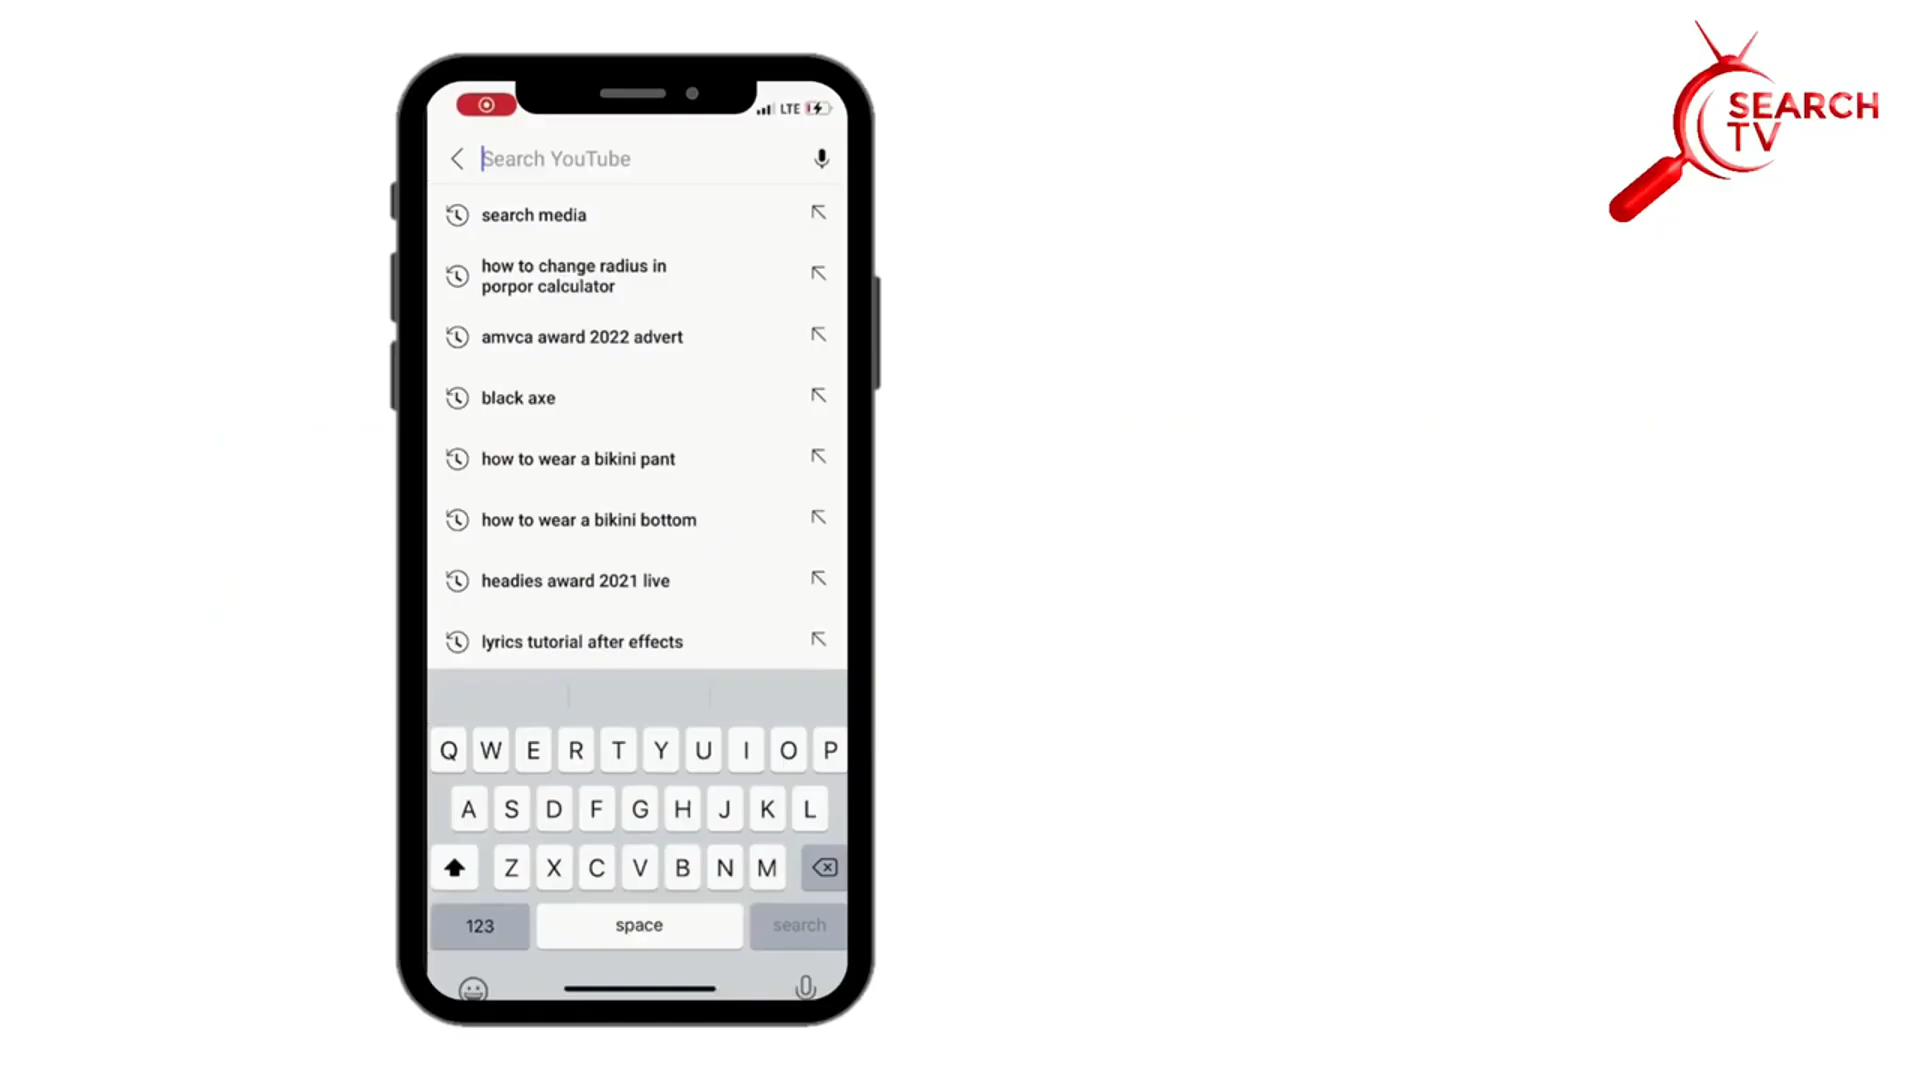 LTE
Search YouTube
search media
how to change radius in
porpor calculator
amvca award 2022 advert
black axe
how to wear a bikini pant
how to wear a bikini bottom
headies award 2021 live
lyrics tutorial after effects
Q W E R T Y U I O P
A S D F G H J K L
Z X C V B N M
123 space search
SEARCH
TV